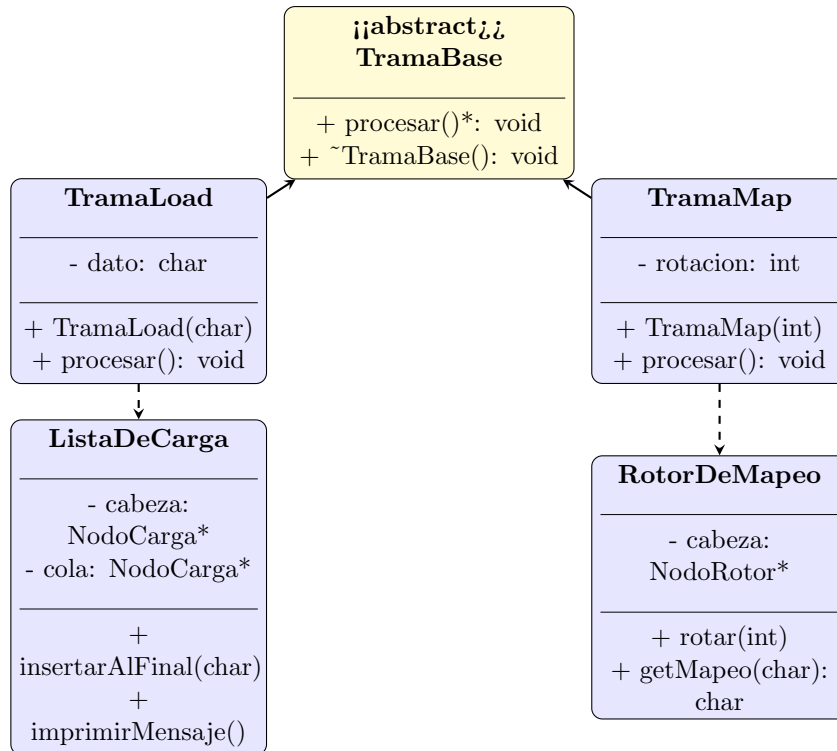 ¡¡abstract¿¿
TramaBase
+ procesar()*: void
+ ˜TramaBase(): void
TramaLoad
- dato: char
+ TramaLoad(char)
+ procesar(): void
TramaMap
- rotacion: int
+ TramaMap(int)
+ procesar(): void
ListaDeCarga
- cabeza:
NodoCarga*
- cola: NodoCarga*
+
insertarAlFinal(char)
+
imprimirMensaje()
RotorDeMapeo
- cabeza:
NodoRotor*
+ rotar(int)
+ getMapeo(char):
char